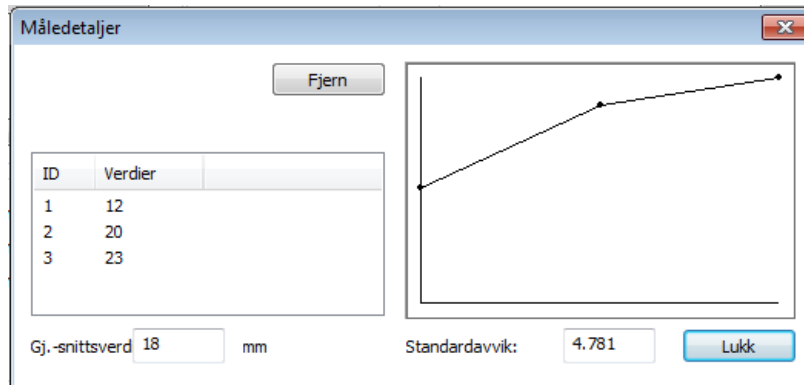 Måledetaljer
Fjern
ID Verdier
1 12
2 20
3 23
Gj.-snittsverd 18 mm
Standardavvik: 4.781
Lukk